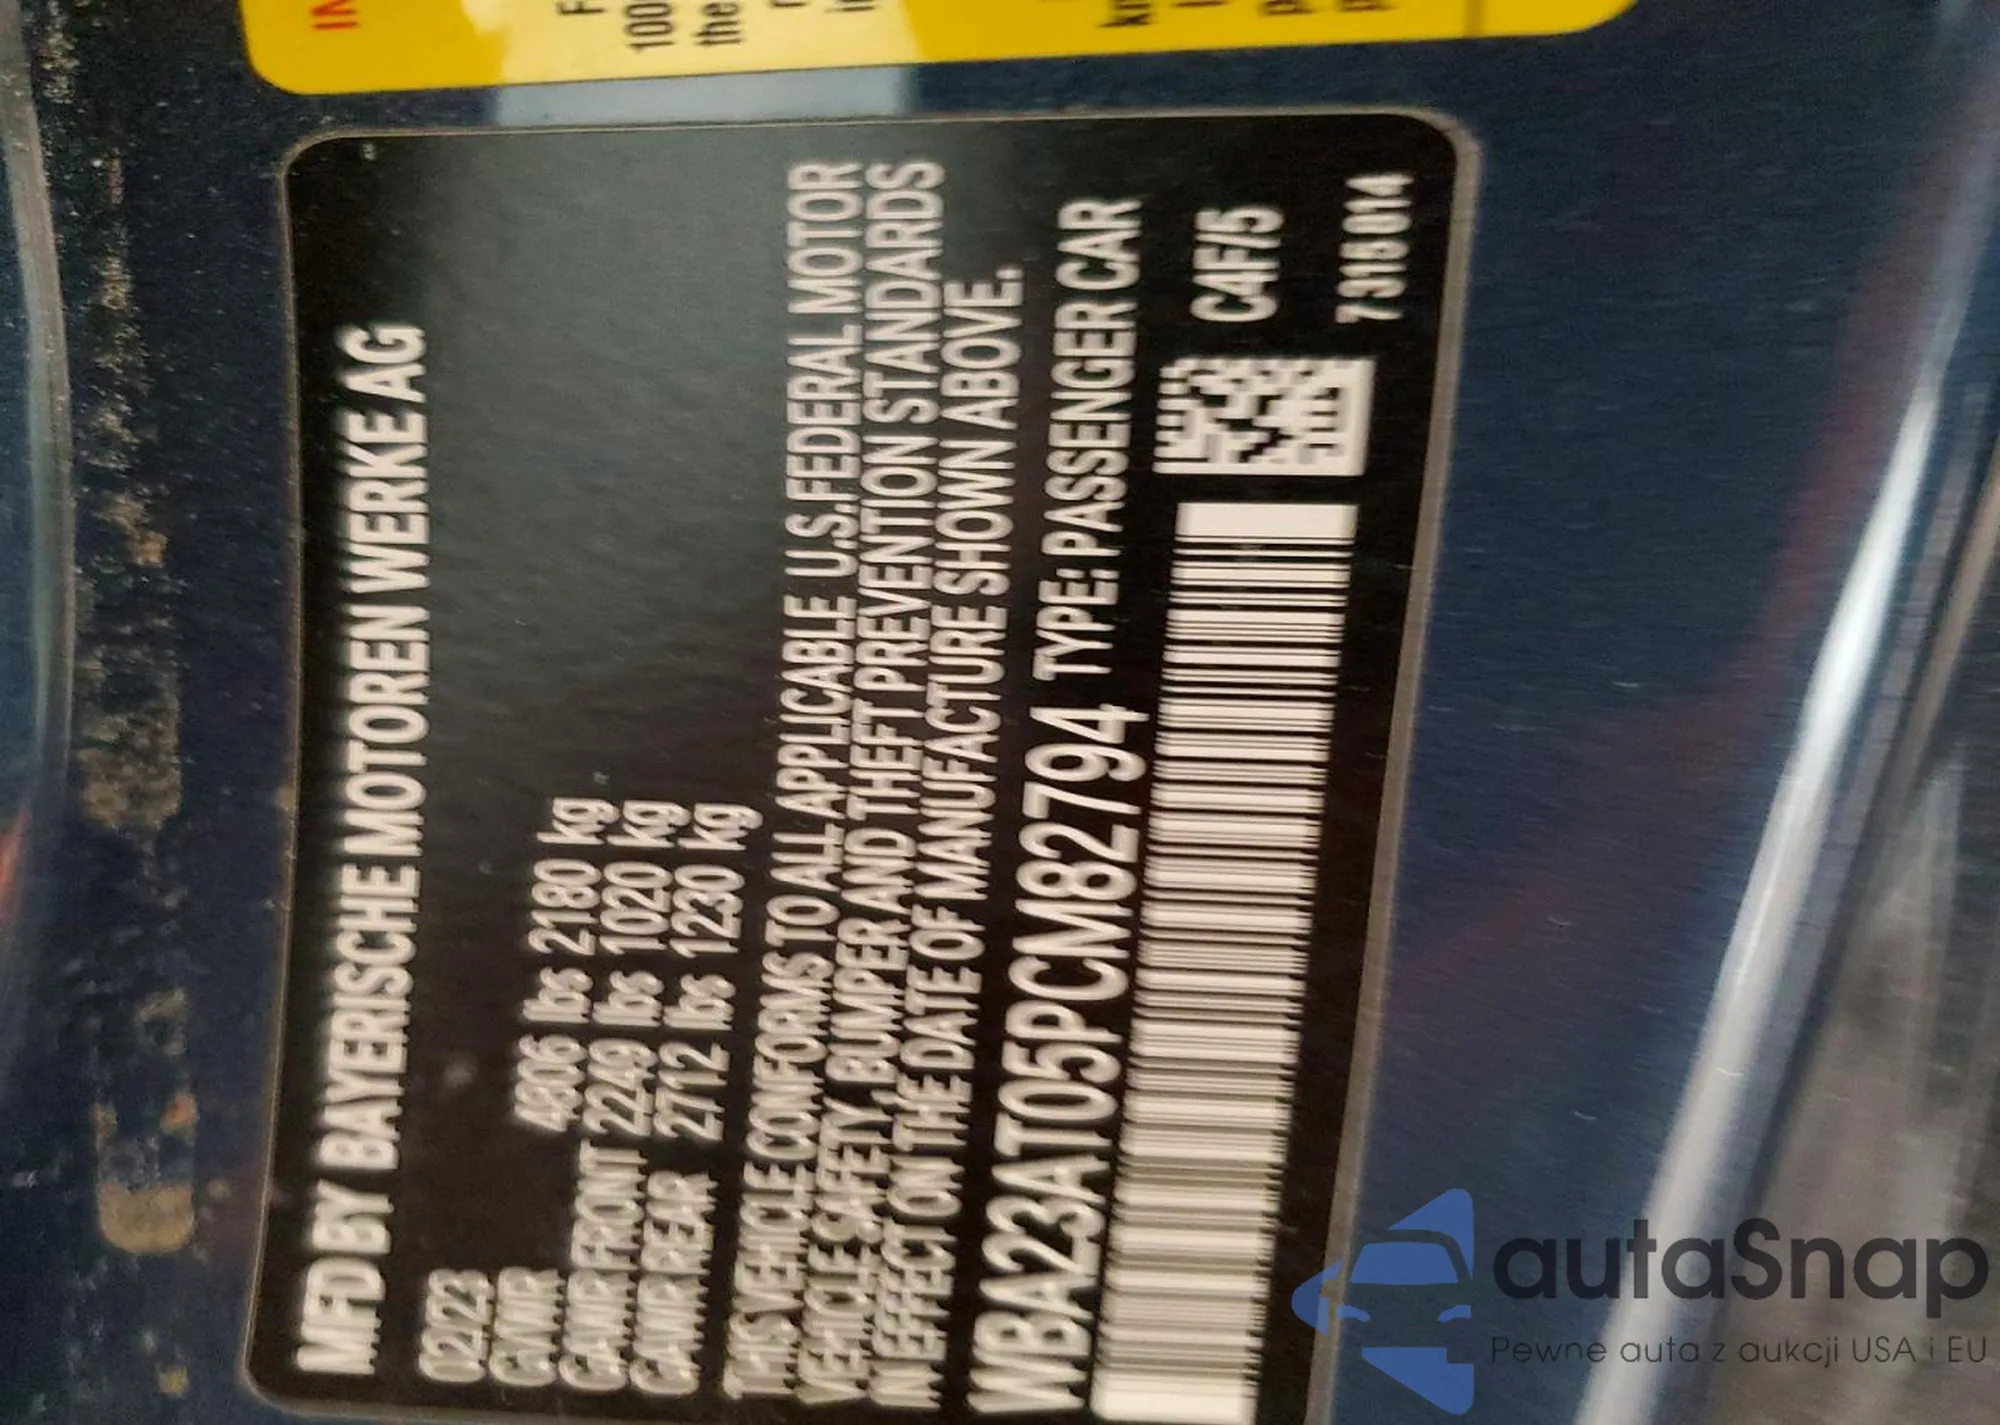 MFD BY BAYERISCHE MOTOREN WERKE AG
02/23
GVWR 4806 lbs 2180 kg
GAWR FRONT 2249 lbs 1020 kg
GAWR REAR 2712 lbs 1230 kg
THIS VEHICLE CONFORMS TO ALL APPLICABLE U.S. FEDERAL MOTOR
VEHICLE SAFETY, BUMPER AND THEFT PREVENTION STANDARDS
IN EFFECT ON THE DATE OF MANUFACTURE SHOWN ABOVE.
WBA23AT05PCM82794 TYPE: PASSENGER CAR
C4F/5
7 318 014
autaSnap
Pewne auta z aukcji USA i EU